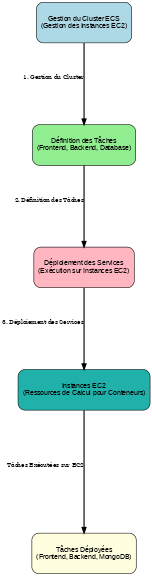 Gestion du Cluster ECS
(Gestion des Instances EC2)
1. Gestion du Cluster
Définition des Tâches
(Frontend, Backend, Database)
2. Définition des Tâches
Déploiement des Services
(Exécution sur Instances EC2)
3. Déploiement des Services
Instances EC2
(Ressources de Calcul pour Conteneurs)
Tâches Exécutées sur EC2
Tâches Déployées
(Frontend, Backend, MongoDB)